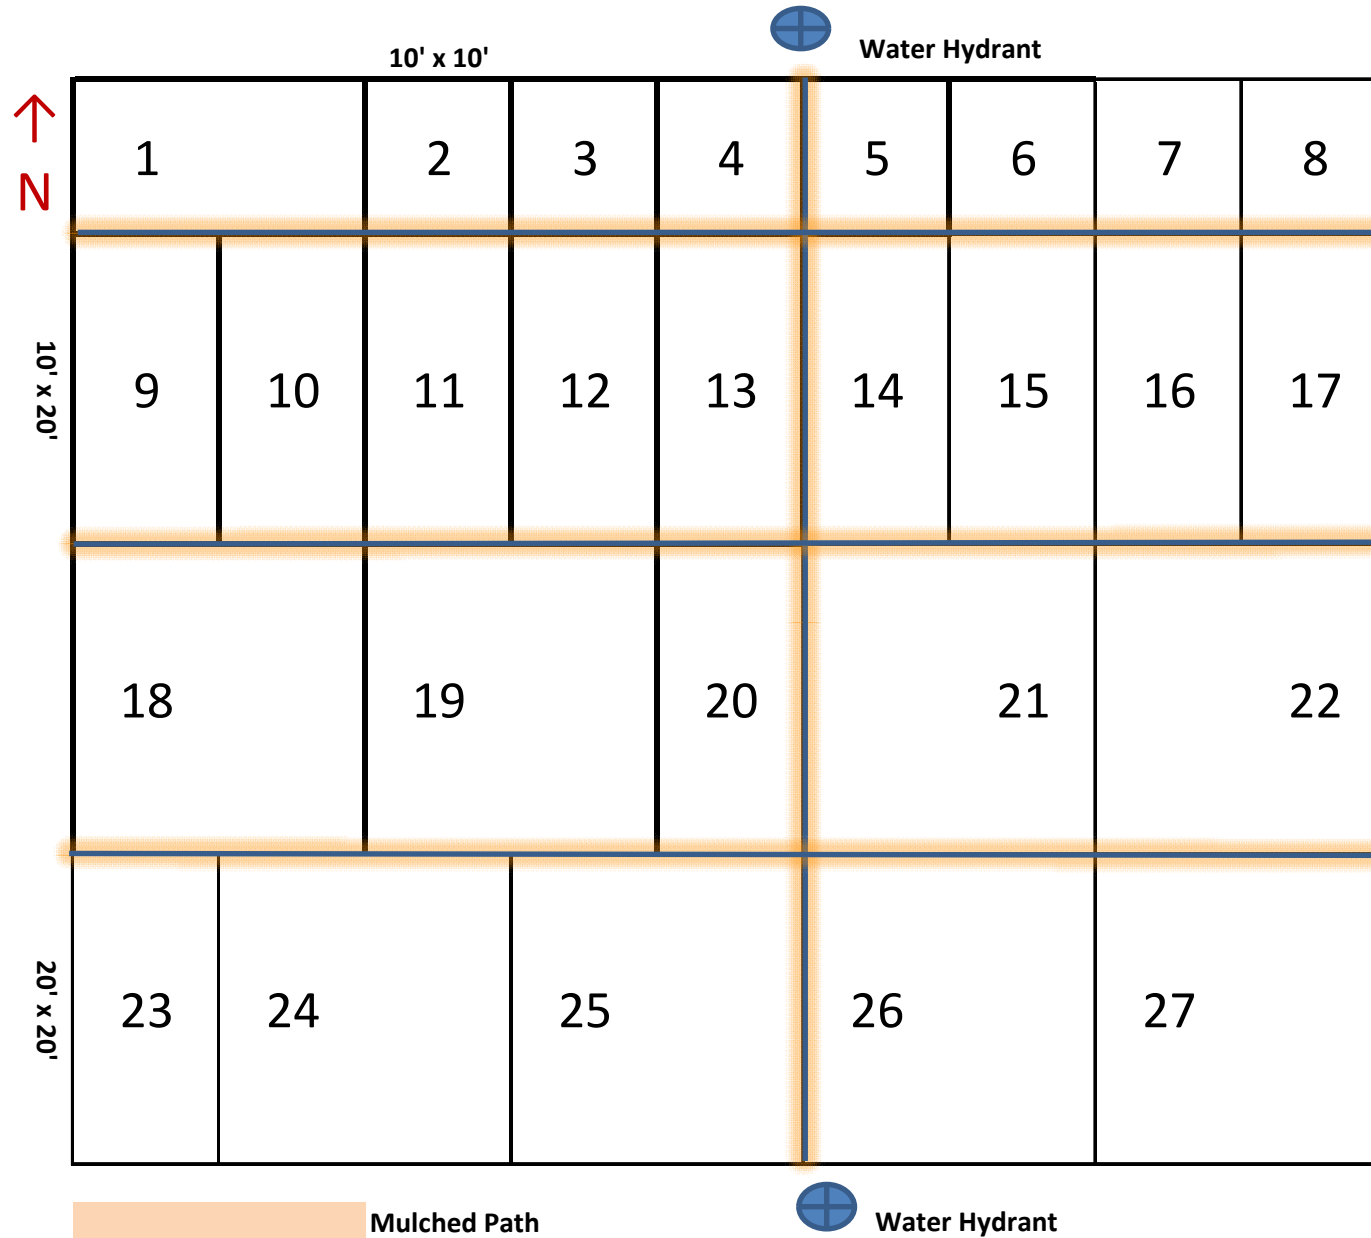 Water Hydrant
10' x 10'
N
1 2 3 4 5 6 7 8
10' x 20'
9 10 11 12 13 14 15 16 17
18 19 20 21 22
20' x 20'
23 24 25 26 27
Mulched Path
Water Hydrant